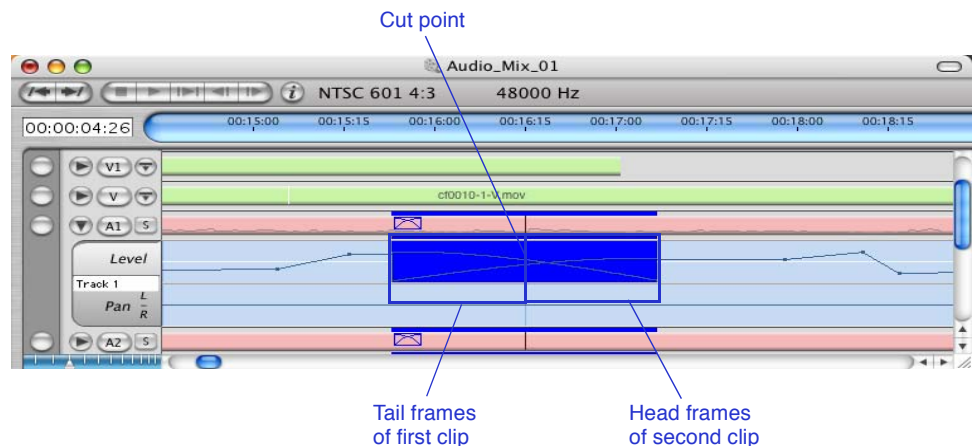 Cut point
Audio_Mix_01
NTSC 601 4:3 48000 Hz
00:00:04:26
00:15:00 00:15:15 00:16:00 00:16:15 00:17:00 00:17:15 00:18:00 00:18:15
V1
V
cf0010-1-V.mov
A1 S
Level
Track 1
Pan L R
A2 S
Tail frames
of first clip
Head frames
of second clip